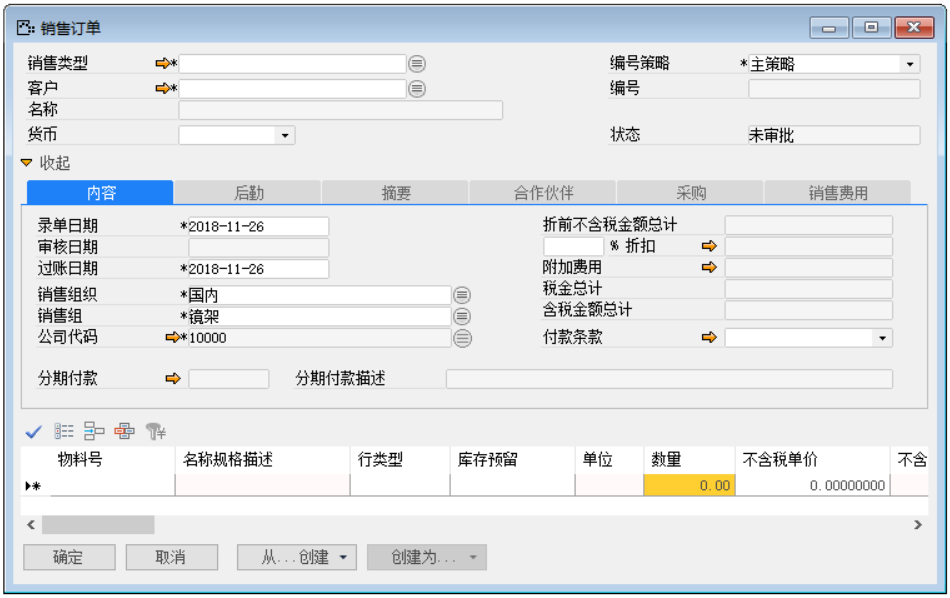 销售订单
销售类型 * 编号策略 *主策略
客户 * 编号
名称
货币 状态 未审批
收起
内容 后勤 摘要 合作伙伴 采购 销售费用
录单日期 *2018-11-26 折前不含税金额总计
审核日期 % 折扣
过账日期 *2018-11-26 附加费用
税金总计
销售组织 *国内
含税金额总计
销售组 *镜架
公司代码 *10000 付款条款
分期付款 分期付款描述
物料号 名称规格描述 行类型 库存预留 单位 数量 不含税单价 不含
* 0.00 0.00000000
确定 取消 从...创建 创建为...